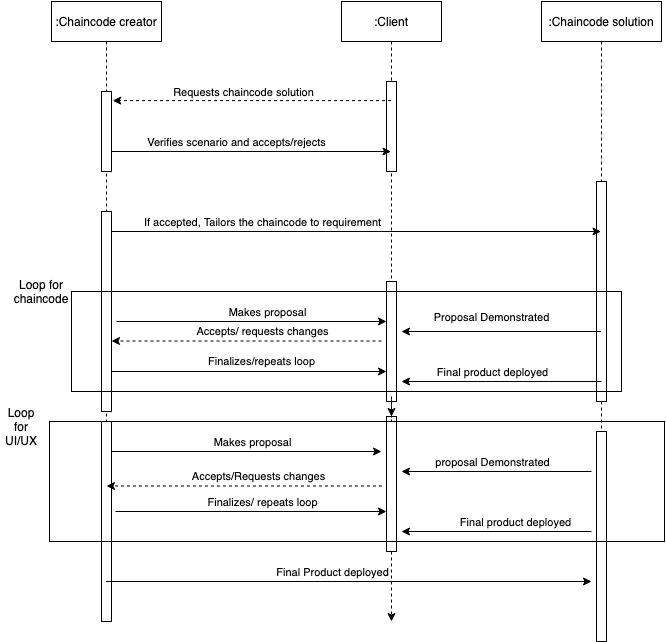 :Chaincode creator
:Client
:Chaincode solution
Requests chaincode solution
Verifies scenario and accepts/rejects
If accepted, Tailors the chaincode to requirement
Loop for
chaincode
Makes proposal
Proposal Demonstrated
Accepts/ requests changes
Finalizes/repeats loop
Final product deployed
Loop
for
UI/UX
Makes proposal
proposal Demonstrated
Accepts/Requests changes
Finalizes/ repeats loop
Final product deployed
Final Product deployed